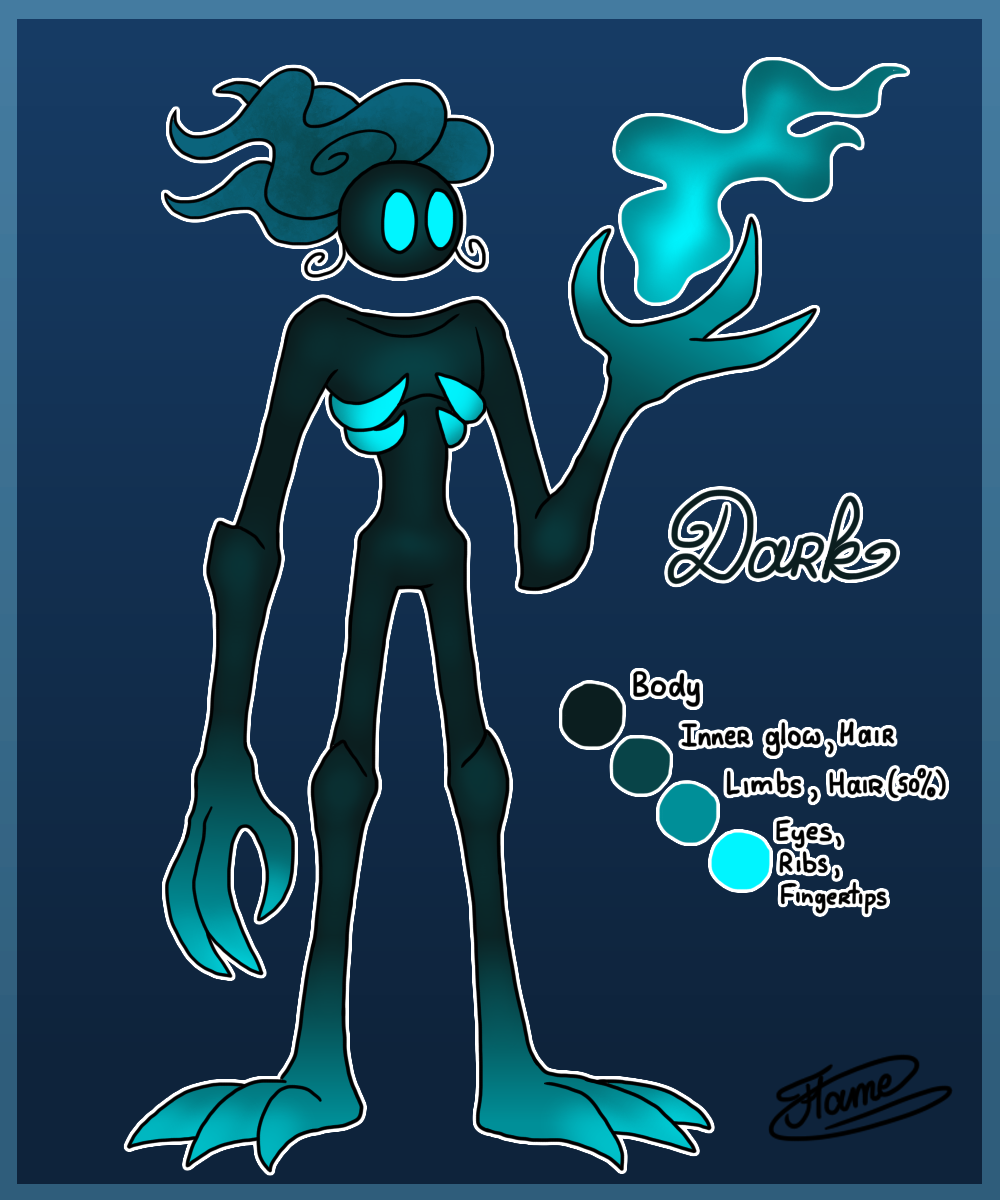 Dark
Body
Inner glow, Hair
Limbs, Hair (50%)
Eyes,
Ribs,
Fingertips
Flame